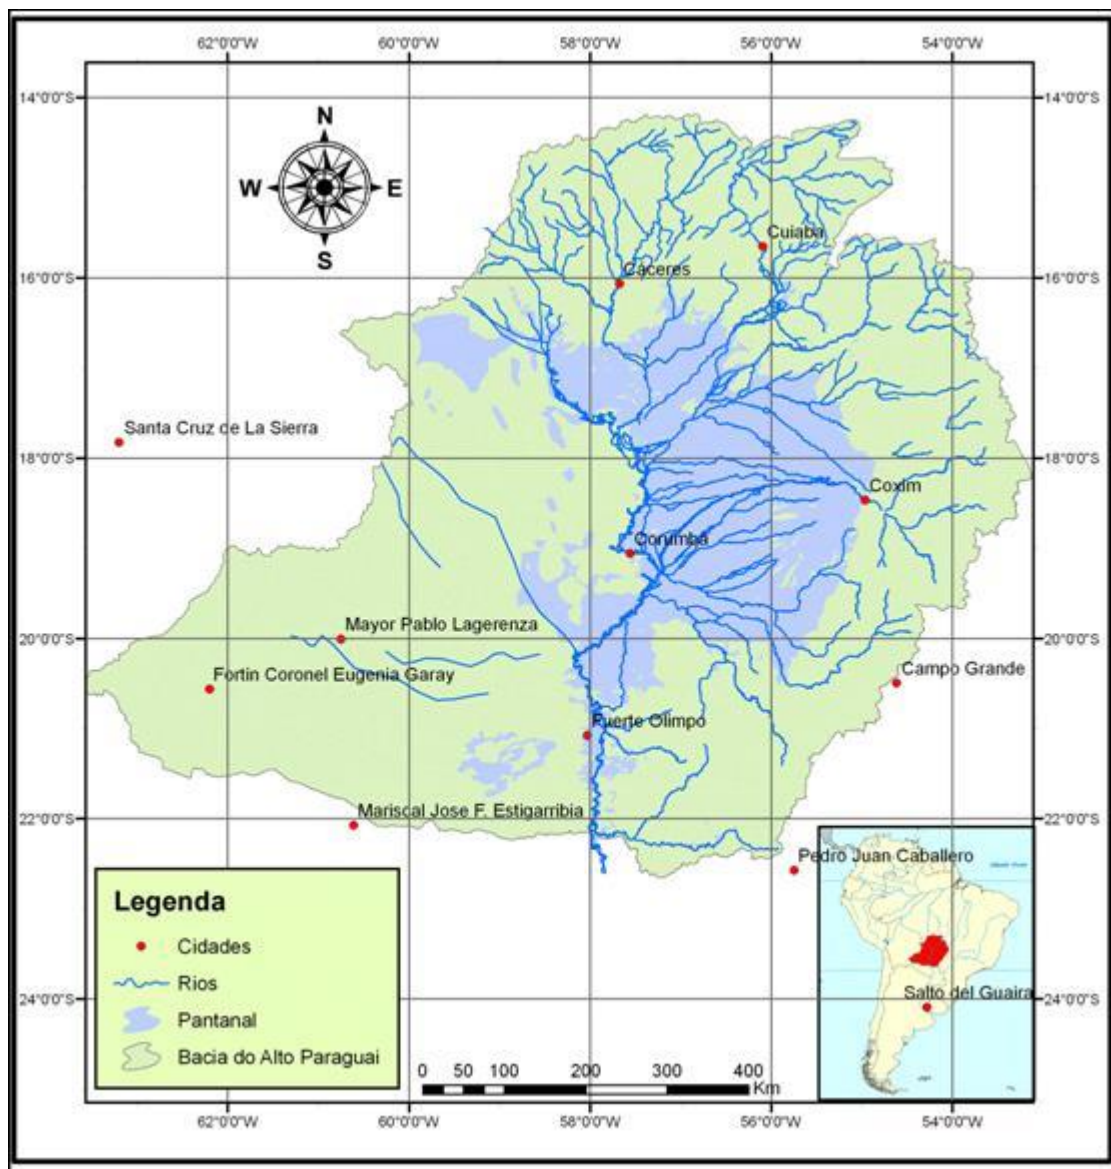 62°0'0"W 60°0'0"W 58°0'0"W 56°0'0"W 54°0'0"W
14°0'0"S 14°0'0"S
N
W E
S
Cuiaba
Cáceres
16°0'0"S 16°0'0"S
Santa Cruz de La Sierra
18°0'0"S 18°0'0"S
Coxim
Corumba
Mayor Pablo Lagerenza
20°0'0"S 20°0'0"S
Fortin Coronel Eugenia Garay
Campo Grande
Fuerte Olimpo
Mariscal Jose F. Estigarribia
22°0'0"S 22°0'0"S
Pedro Juan Caballero
Legenda
Cidades
Rios
Pantanal
Bacia do Alto Paraguai
Salto del Guaira
24°0'0"S 24°0'0"S
0 50 100 200 300 400
Km
62°0'0"W 60°0'0"W 58°0'0"W 56°0'0"W 54°0'0"W